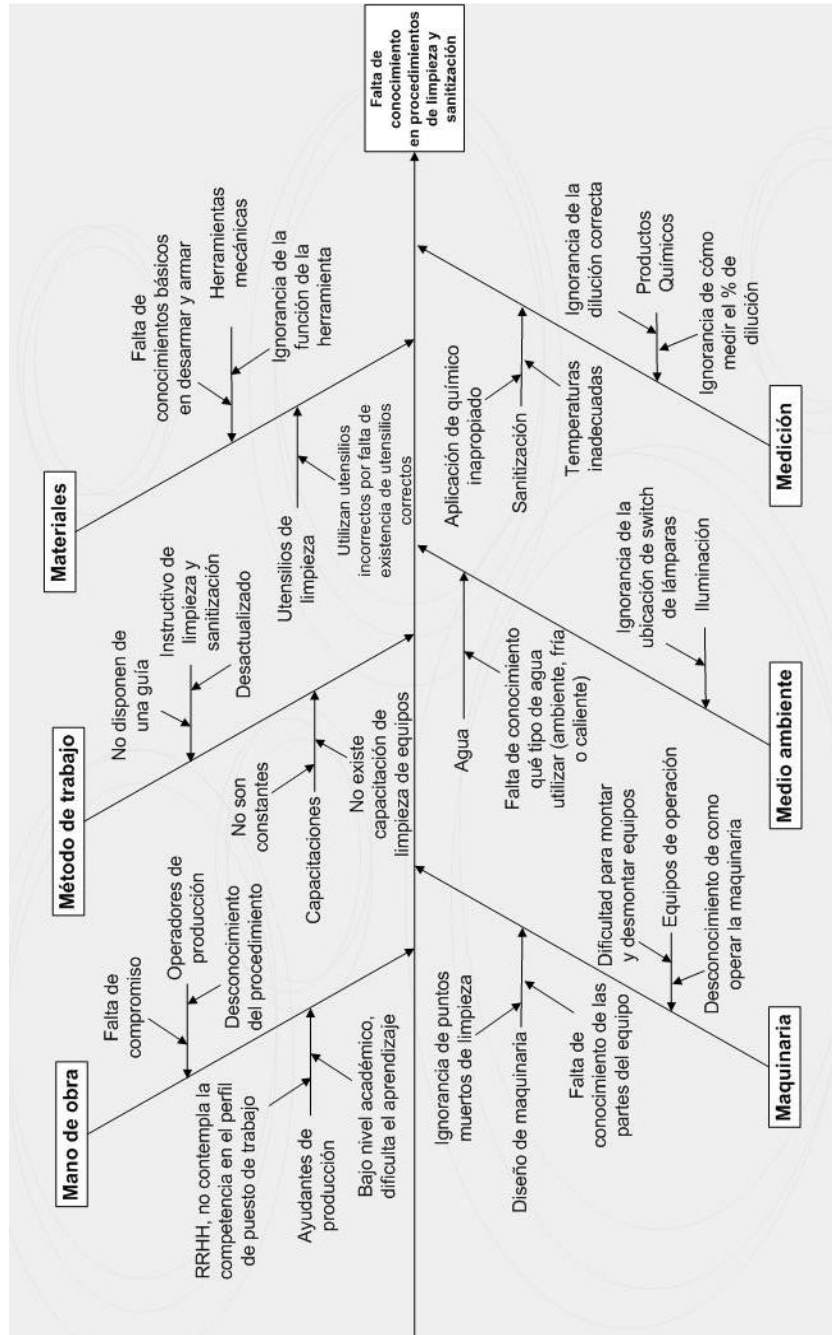 Mano de obra
Falta de
compromiso
Operadores de
producción
Desconocimiento
del procedimiento
RRHH, no contempla la
competencia en el perfil
de puesto de trabajo
Ayudantes de
producción
Bajo nivel académico,
dificulta el aprendizaje
Método de trabajo
No disponen de
una guía
Instructivo de
limpieza y
sanitización
Desactualizado
No son
constantes
Capacitaciones
No existe
capacitación de
limpieza de equipos
Materiales
Falta de
conocimientos básicos
en desarmar y armar
Herramientas
mecánicas
Ignorancia de la
función de la
herramienta
Utensilios de
limpieza
Utilizan utensilios
incorrectos por falta de
existencia de utensilios
correctos
Falta de
conocimiento
en procedimientos
de limpieza y
sanitización
Ignorancia de puntos
muertos de limpieza
Diseño de maquinaria
Falta de
conocimiento de las
partes del equipo
Dificultad para montar
y desmontar equipos
Equipos de operación
Desconocimiento de como
operar la maquinaria
Maquinaria
Agua
Falta de conocimiento
qué tipo de agua
utilizar (ambiente, fría
o caliente)
Ignorancia de la
ubicación de switch
de lámparas
Iluminación
Medio ambiente
Aplicación de químico
inapropiado
Sanitización
Temperaturas
inadecuadas
Ignorancia de la
dilución correcta
Productos
Químicos
Ignorancia de cómo
medir el % de
dilución
Medición